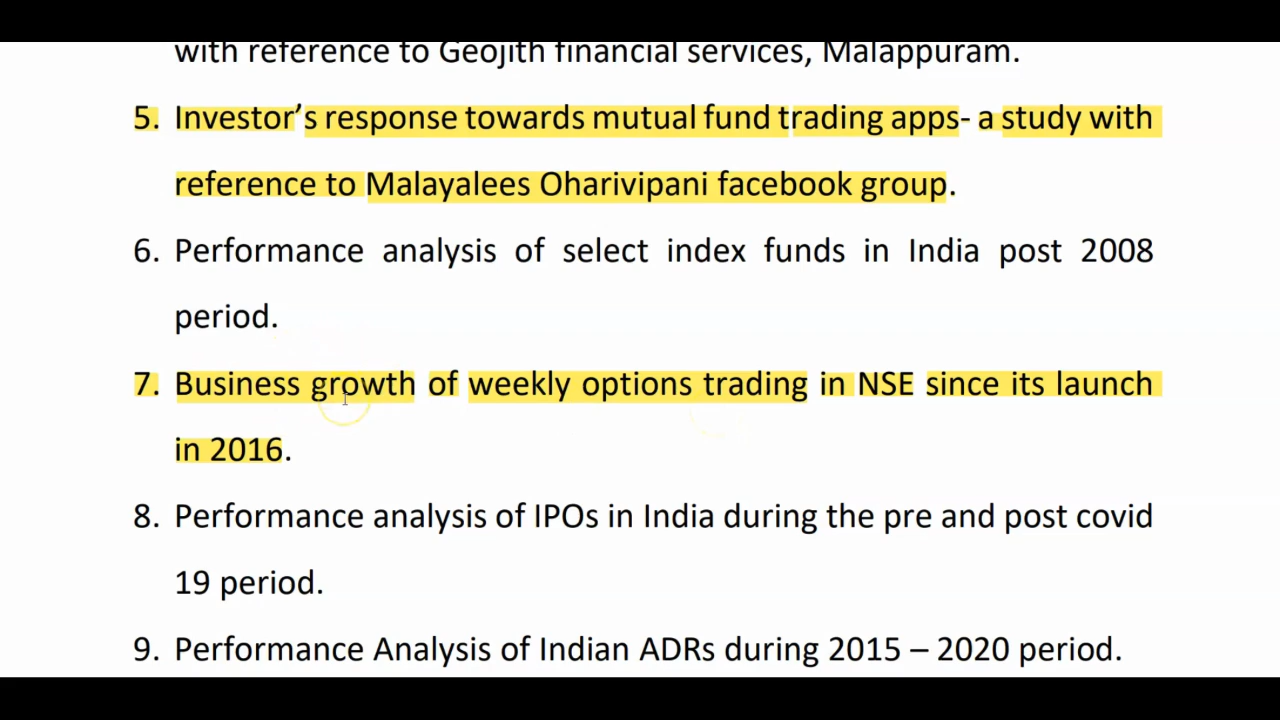 with reference to Geojith financial services, Malappuram.
5. Investor’s response towards mutual fund trading apps- a study with
reference to Malayalees Oharivipani facebook group.
6. Performance analysis of select index funds in India post 2008
period.
7. Business growth of weekly options trading in NSE since its launch
in 2016.
8. Performance analysis of IPOs in India during the pre and post covid
19 period.
9. Performance Analysis of Indian ADRs during 2015 – 2020 period.